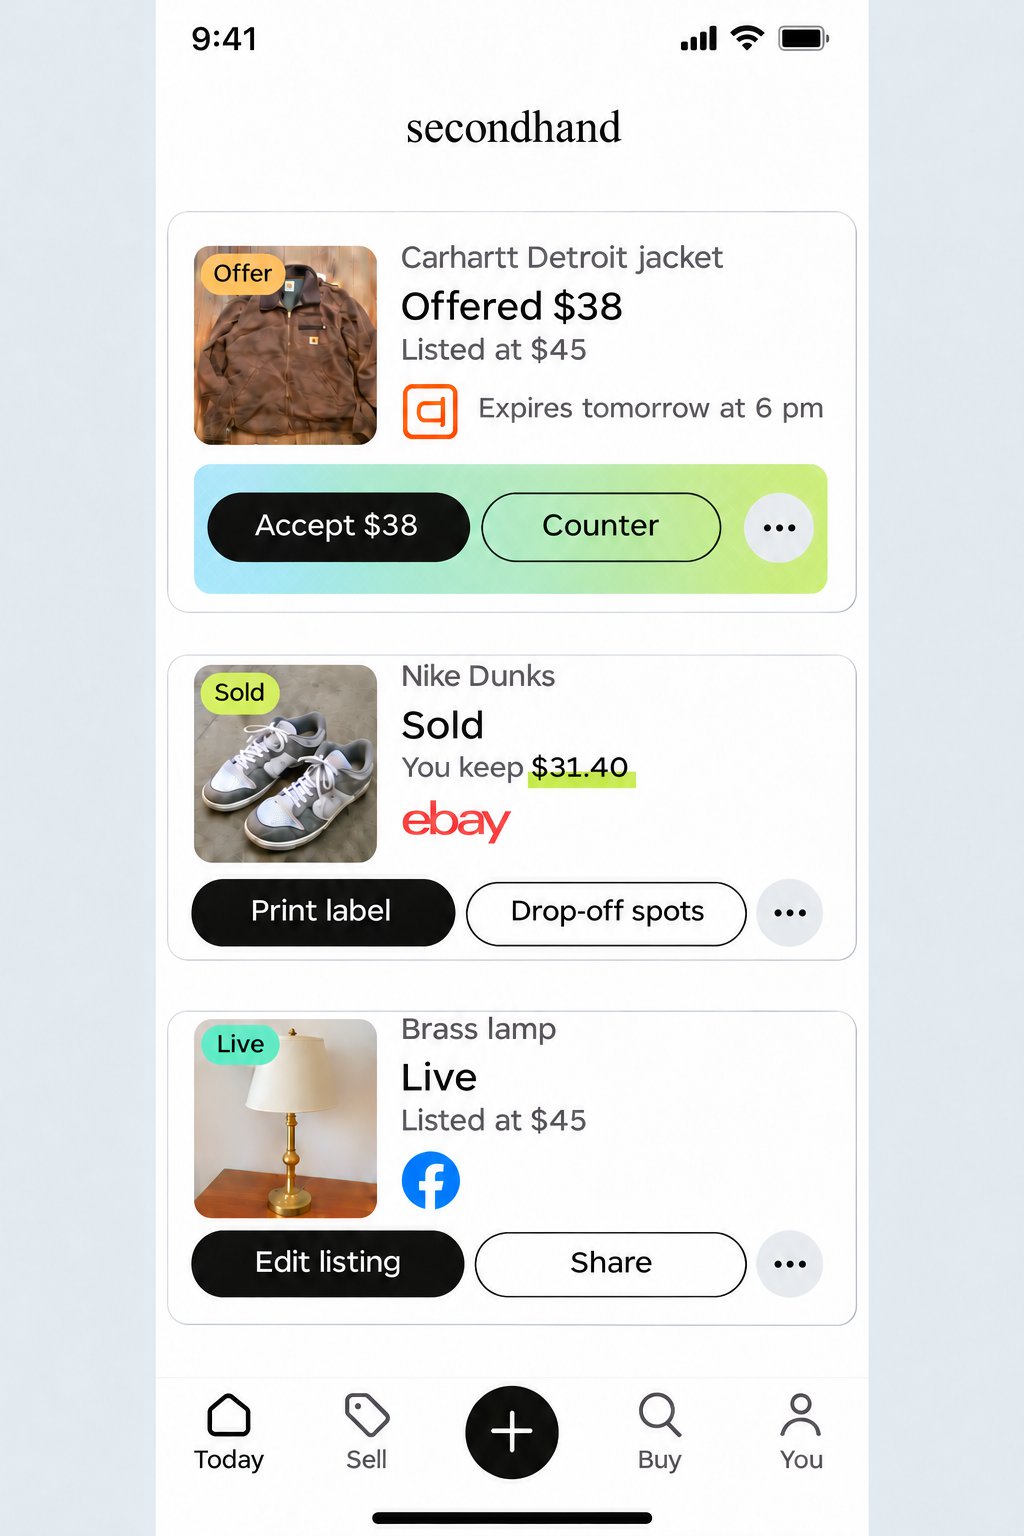 9:41
secondhand
Offer
Carhartt Detroit jacket
Offered $38
Listed at $45
Expires tomorrow at 6 pm
Accept $38
Counter
Sold
Nike Dunks
Sold
You keep $31.40
ebay
Print label
Drop-off spots
Live
Brass lamp
Live
Listed at $45
Edit listing
Share
Today
Sell
Buy
You